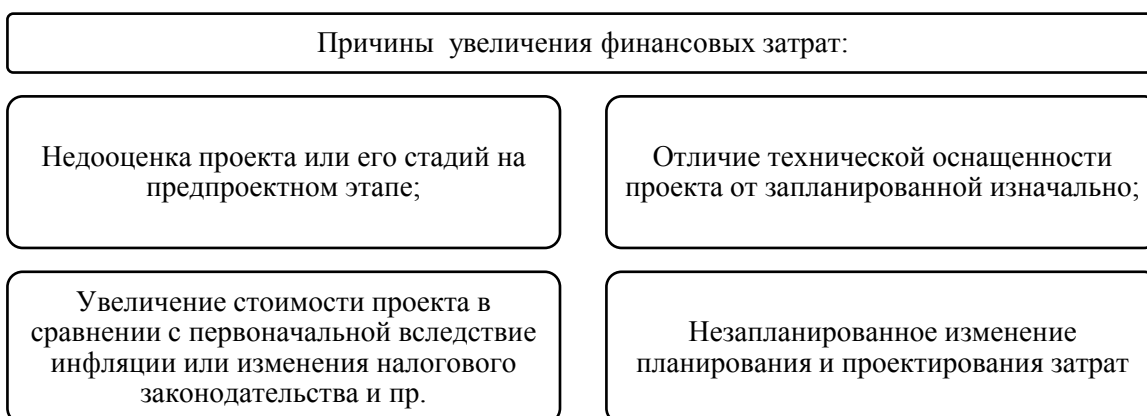 Причины  увеличения финансовых затрат:
Недооценка проекта или его стадий на
предпроектном этапе;
Отличие технической оснащенности
проекта от запланированной изначально;
Увеличение стоимости проекта в
сравнении с первоначальной вследствие
инфляции или изменения налогового
законодательства и пр.
Незапланированное изменение
планирования и проектирования затрат